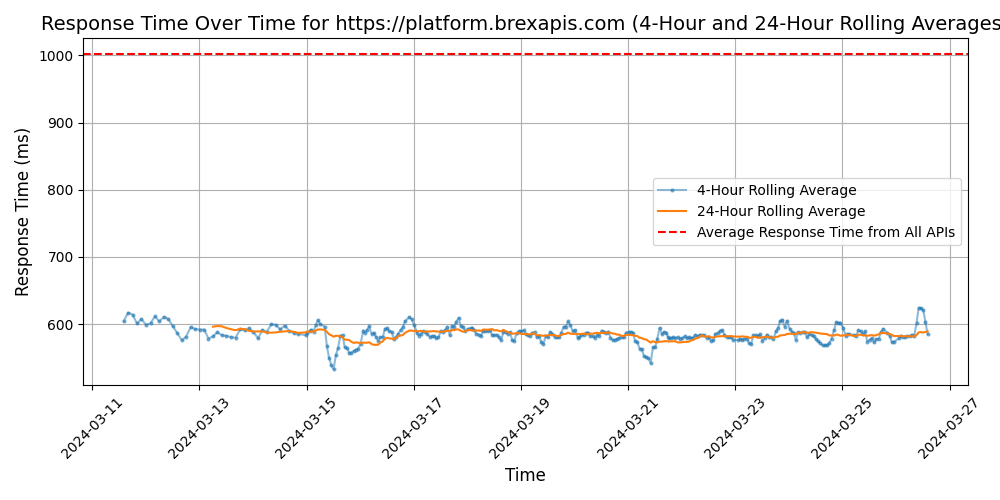 Response Time Over Time for https://platform.brexapis.com (4-Hour and 24-Hour Rolling Averages
Response Time (ms)
1000
900
800
700
600
4-Hour Rolling Average
24-Hour Rolling Average
Average Response Time from All APIs
2024-03-11
2024-03-13
2024-03-15
2024-03-17
2024-03-19
2024-03-21
2024-03-23
2024-03-25
2024-03-27
Time